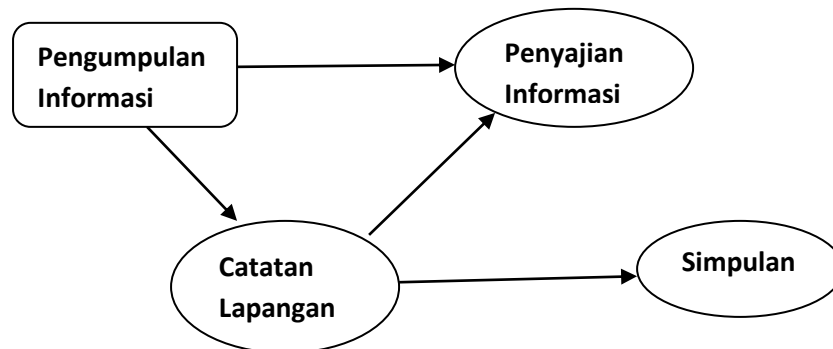 Pengumpulan
Informasi
Penyajian
Informasi
Catatan
Lapangan
Simpulan